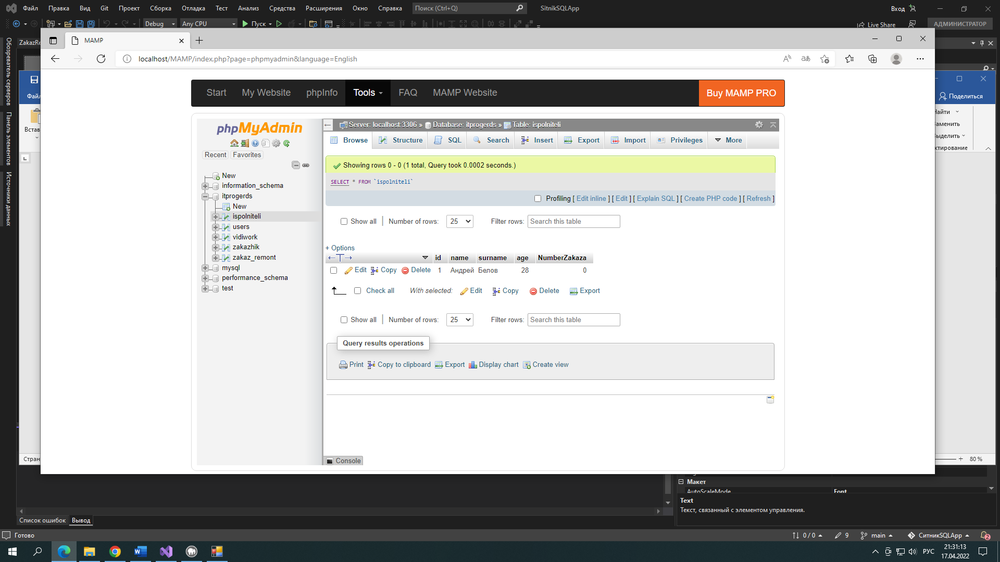 Файл Правка Вид Git Проект Сборка Отладка Тест Анализ Средства Расширения Окно Справка Поиск (Ctrl+Q) SitnikSQLApp Вход
Debug Any CPU Пуск Live Share АДМИНИСТРАТОР
Обозреватель серверов
Панель элементов
Источники данных
ZakazRe
MAMP
localhost/MAMP/index.php?page=phpmyadmin&language=English
Start My Website phpInfo Tools FAQ MAMP Website Buy MAMP PRO
Поделиться
phpMyAdmin
Recent Favorites
New
information_schema
itprogerds
New
ispolniteli
users
vidiwork
zakazhik
zakaz_remont
mysql
performance_schema
test
Server: localhost:3306 » Database: itprogerds » Table: ispolniteli
Browse Structure SQL Search Insert Export Import Privileges More
Showing rows 0 - 0 (1 total, Query took 0.0002 seconds.)
SELECT * FROM `ispolniteli`
Profiling [ Edit inline ] [ Edit ] [ Explain SQL ] [ Create PHP code ] [ Refresh ]
Show all Number of rows: 25 Filter rows: Search this table
+ Options
id name surname age NumberZakaza
Edit Copy Delete 1 Андрей Белов 28 0
Check all With selected: Edit Copy Delete Export
Show all Number of rows: 25 Filter rows: Search this table
Query results operations
Print Copy to clipboard Export Display chart Create view
Console
80 %
Макет
AutoScaleMode Font
Text
Текст, связанный с элементом управления.
Список ошибок Вывод
Готово 0 / 0 9 main СитникSQLApp 2
РУС 21:31:13
17.04.2022